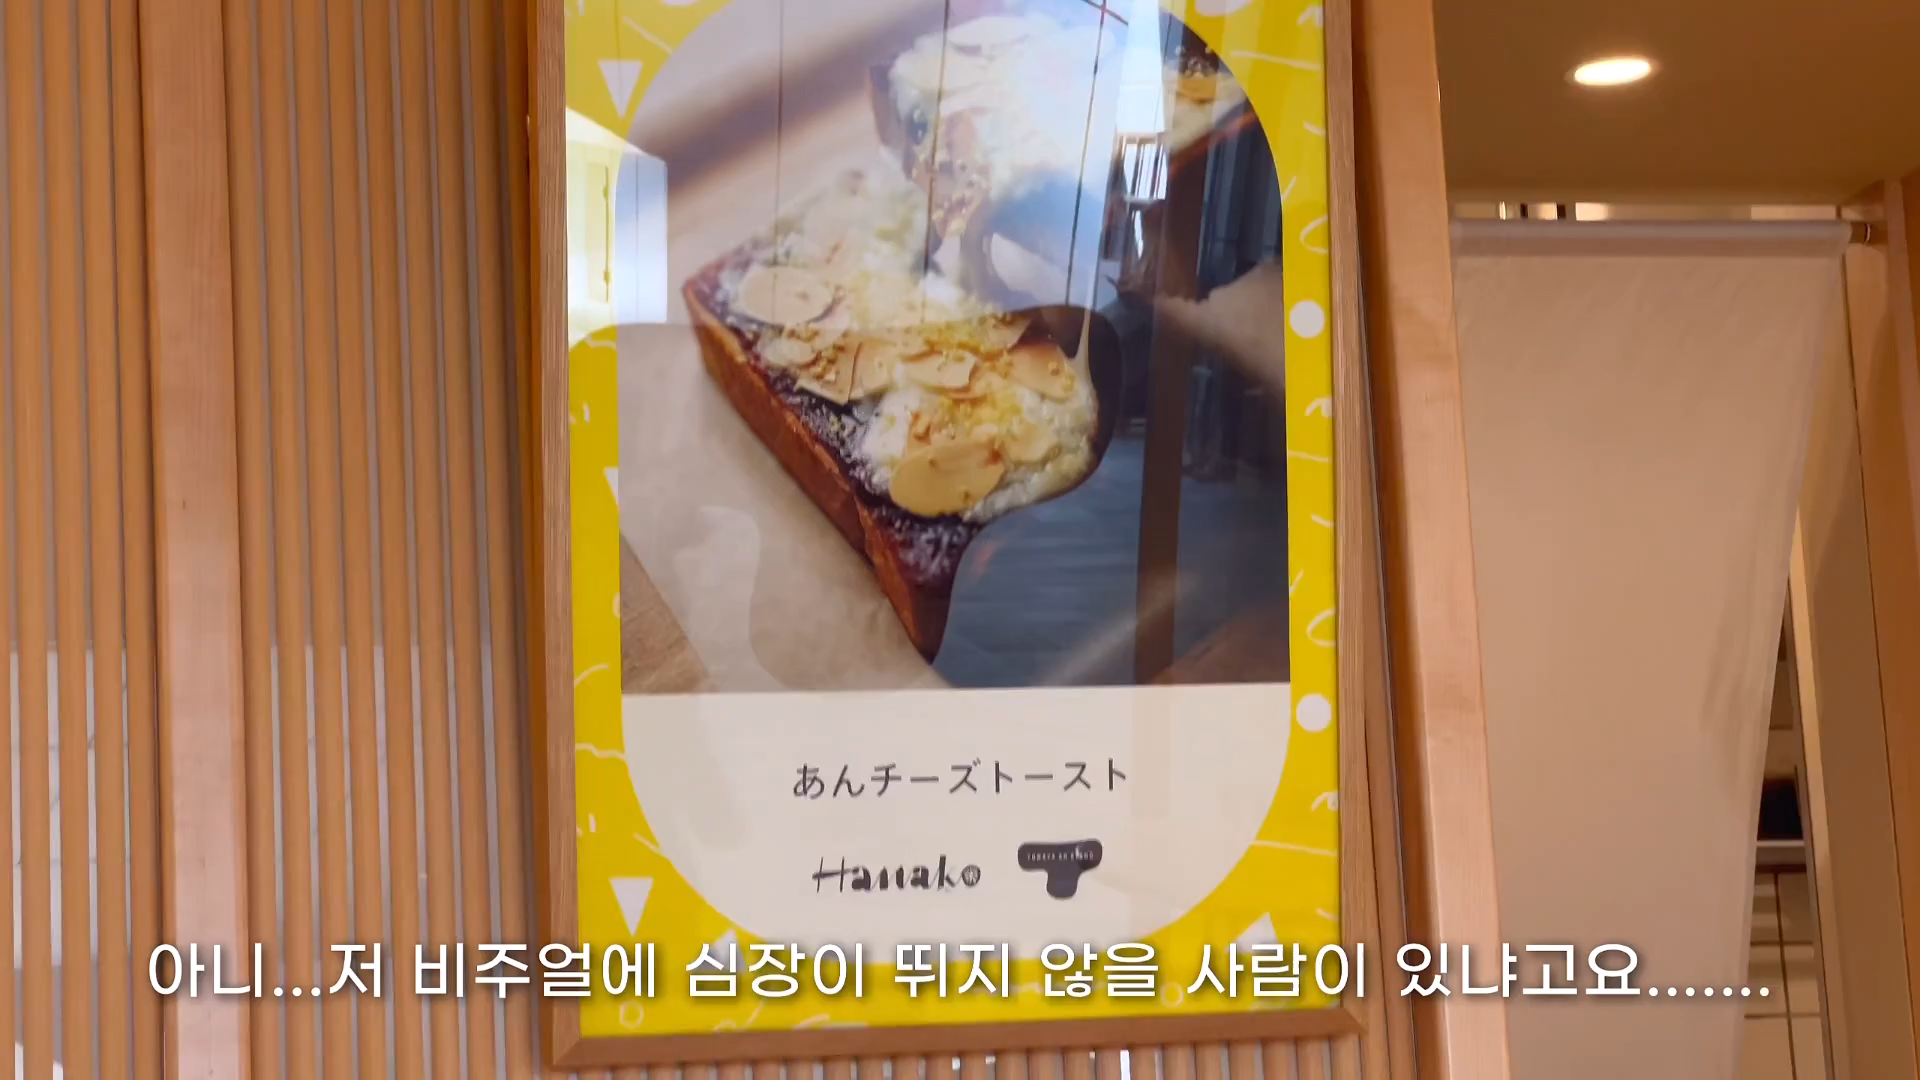 あんチーズトースト
Hanako
아니...저 비주얼에 심장이 뛰지 않을 사람이 있냐고요.......